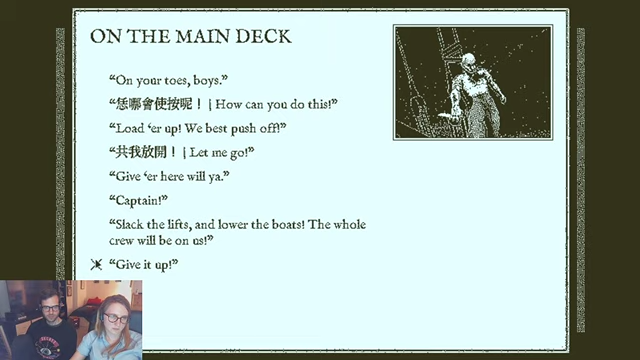 ON THE MAIN DECK
“On your toes, boys.”
“恁哪會使按呢！ | How can you do this!”
“Load ‘er up! We best push off!”
“共我放開！ | Let me go!”
“Give ‘er here will ya.”
“Captain!”
“Slack the lifts, and lower the boats! The whole
crew will be on us!”
“Give it up!”